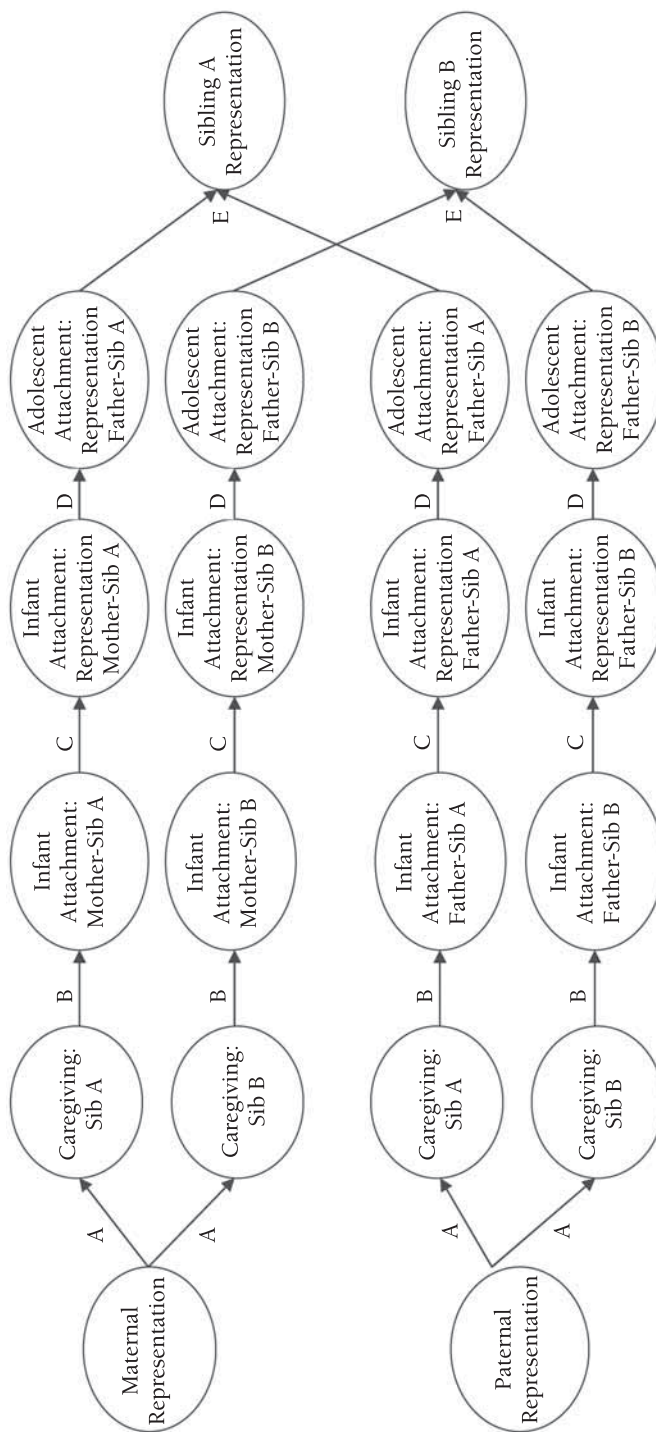 Maternal
Representation
A
A
Caregiving:
Sib A
Caregiving:
Sib B
B
B
Infant
Attachment:
Mother-Sib A
Infant
Attachment:
Mother-Sib B
C
C
Infant
Attachment:
Representation
Mother-Sib A
Infant
Attachment:
Representation
Mother-Sib B
D
D
Adolescent
Attachment:
Representation
Father-Sib A
Adolescent
Attachment:
Representation
Father-Sib B
E
Sibling A
Representation
Paternal
Representation
A
A
Caregiving:
Sib A
Caregiving:
Sib B
B
B
Infant
Attachment:
Father-Sib A
Infant
Attachment:
Father-Sib B
C
C
Infant
Attachment:
Representation
Father-Sib A
Infant
Attachment:
Representation
Father-Sib B
D
D
Adolescent
Attachment:
Representation
Father-Sib A
Adolescent
Attachment:
Representation
Father-Sib B
E
Sibling B
Representation